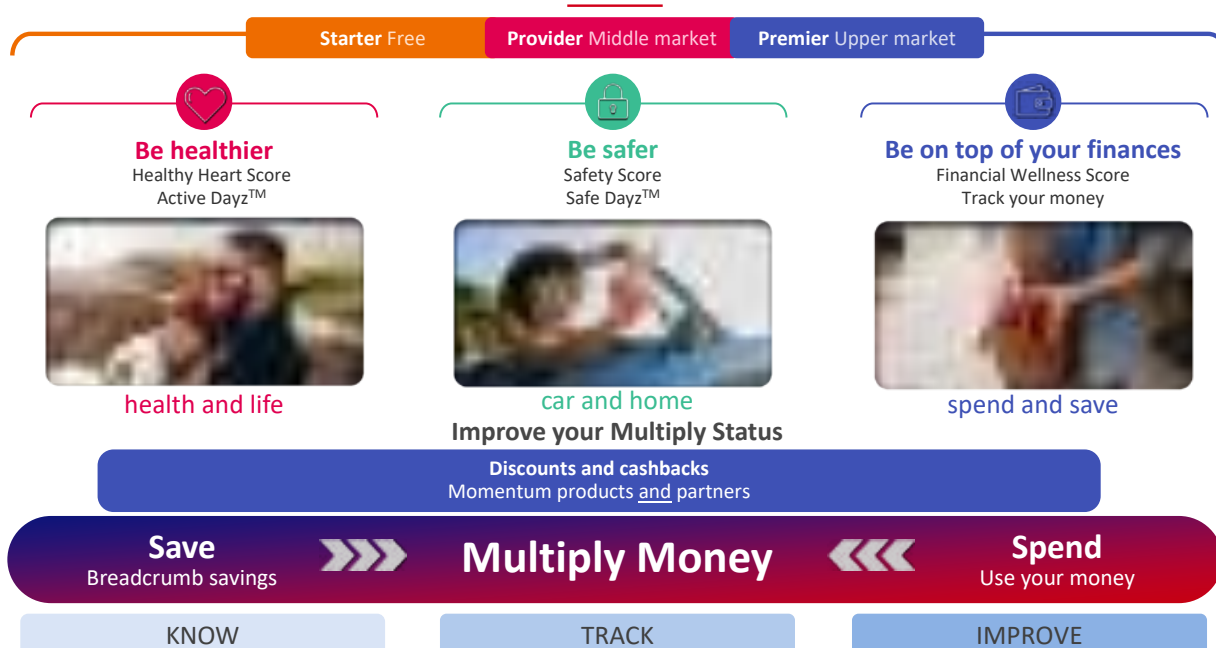 Starter Free
Provider Middle market
Premier Upper market
Be healthier
Healthy Heart Score
Active Dayz™
health and life
Be safer
Safety Score
Safe Dayz™
car and home
Be on top of your finances
Financial Wellness Score
Track your money
spend and save
Improve your Multiply Status
Discounts and cashbacks
Momentum products and partners
Save
Breadcrumb savings
Multiply Money
Spend
Use your money
KNOW
TRACK
IMPROVE